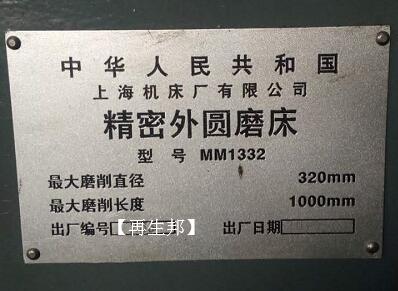 中华人民共和国
上海机床厂有限公司
精密外圆磨床
型号 MM1332
最大磨削直径 320mm
最大磨削长度 1000mm
出厂编号【再生邦】 出厂日期